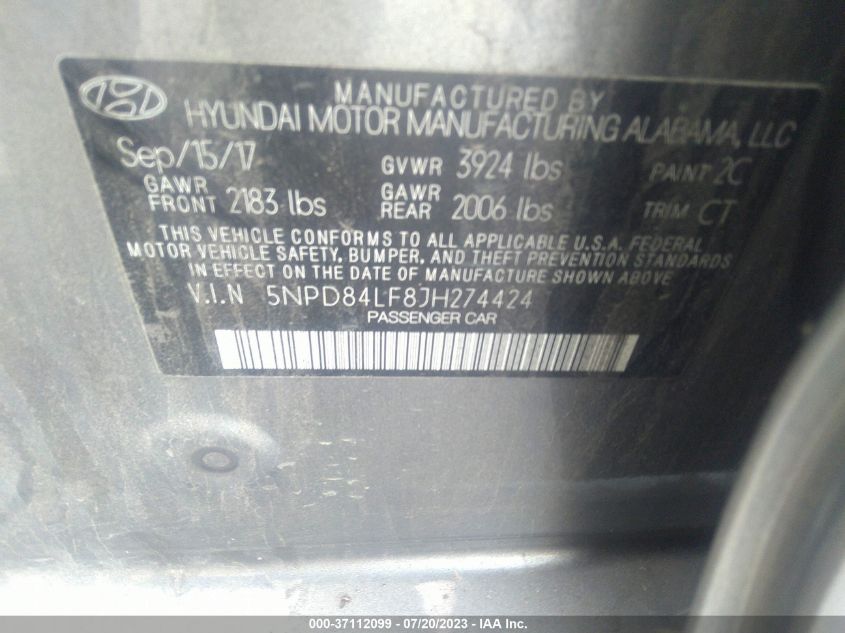 MANUFACTURED BY
HYUNDAI MOTOR MANUFACTURING ALABAMA, LLC
Sep/15/17 GVWR 3924 lbs PAINT 2C
GAWR FRONT 2183 lbs GAWR REAR 2006 lbs TRIM CT
THIS VEHICLE CONFORMS TO ALL APPLICABLE U.S.A. FEDERAL
MOTOR VEHICLE SAFETY, BUMPER, AND THEFT PREVENTION STANDARDS
IN EFFECT ON THE DATE OF MANUFACTURE SHOWN ABOVE
V.I.N 5NPD84LF8JH274424
PASSENGER CAR
000-37112099 - 07/20/2023 - IAA Inc.